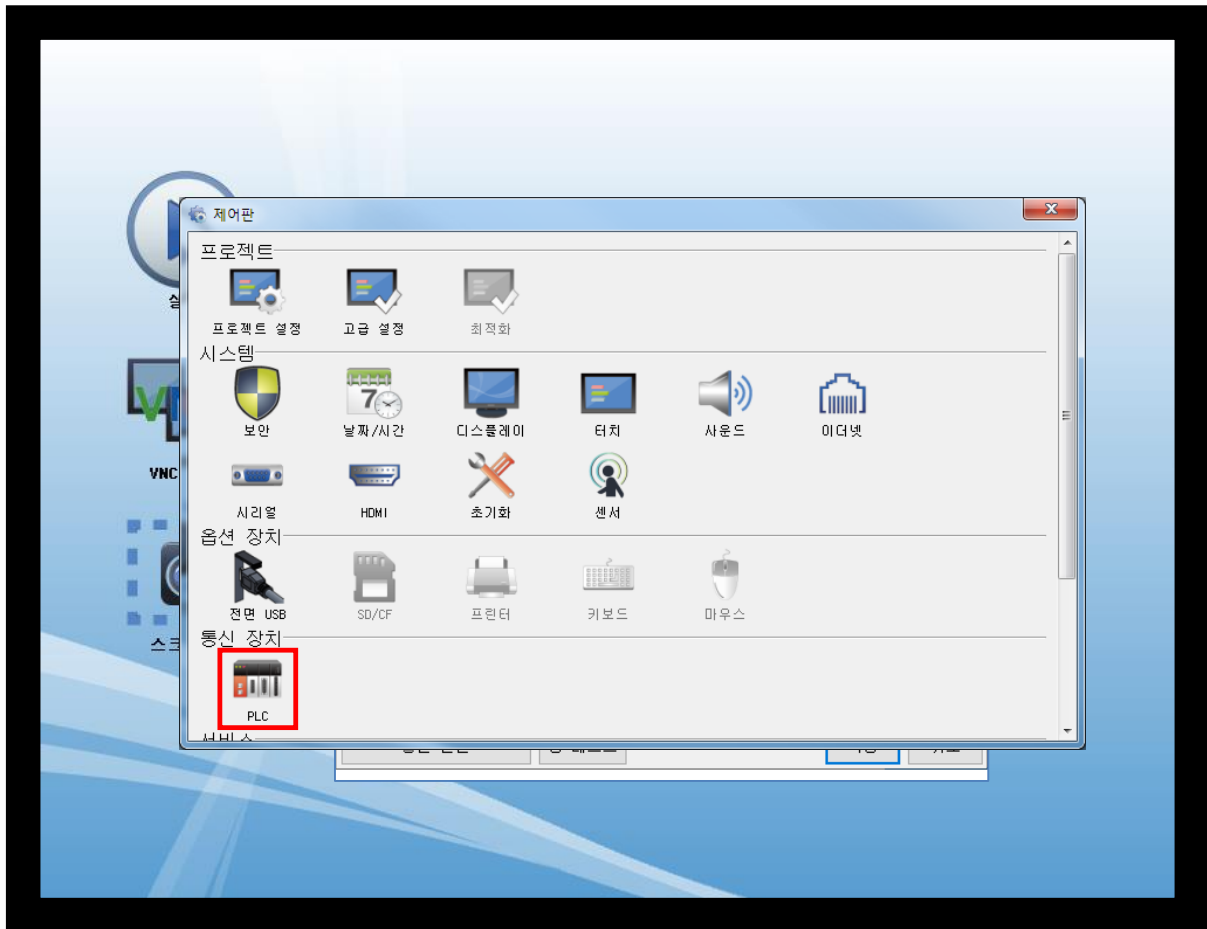 제어판
프로젝트
프로젝트 설정 고급 설정 최적화
시스템
보안 날짜/시간 디스플레이 터치 사운드 이더넷
VNC
시리얼 HDMI 초기화 센서
옵션 장치
전면 USB SD/CF 프린터 키보드 마우스
통신 장치
PLC